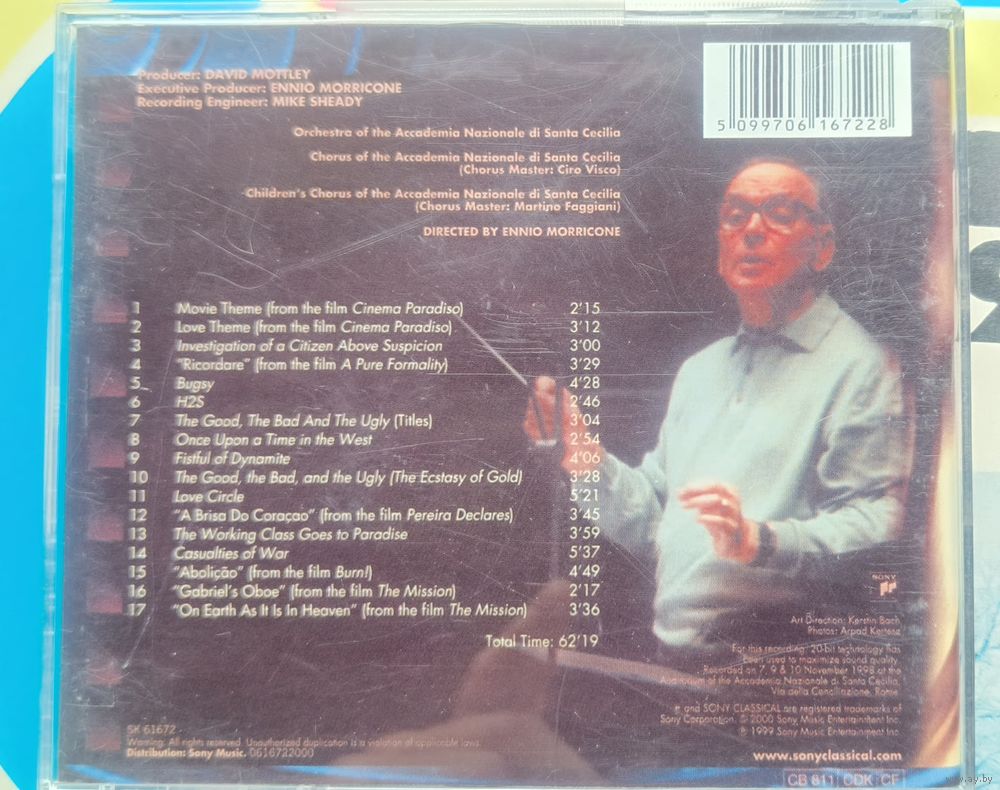 Producer: DAVID MOTTLEY
Executive Producer: ENNIO MORRICONE
Recording Engineer: MIKE SHEADY
5 099706 167228
Orchestra of the Accademia Nazionale di Santa Cecilia
Chorus of the Accademia Nazionale di Santa Cecilia
(Chorus Master: Ciro Visco)
Children's Chorus of the Accademia Nazionale di Santa Cecilia
(Chorus Master: Martino Faggiani)
DIRECTED BY ENNIO MORRICONE
1 Movie Theme (from the film Cinema Paradiso) 2'15
2 Love Theme (from the film Cinema Paradiso) 3'12
3 Investigation of a Citizen Above Suspicion 3'00
4 "Ricordare" (from the film A Pure Formality) 3'29
5 Bugsy 4'28
6 H2S 2'46
7 The Good, The Bad And The Ugly (Titles) 3'04
8 Once Upon a Time in the West 2'54
9 Fistful of Dynamite 4'06
10 The Good, the Bad, and the Ugly (The Ecstasy of Gold) 3'28
11 Love Circle 5'21
12 "A Brisa Do Coraçao" (from the film Pereira Declares) 3'45
13 The Working Class Goes to Paradise 3'59
14 Casualties of War 5'37
15 "Abolição" (from the film Burn!) 4'49
16 "Gabriel's Oboe" (from the film The Mission) 2'17
17 "On Earth As It Is In Heaven" (from the film The Mission) 3'36
Total Time: 62'19
SONY
Art Direction: Kerstin Bach
Photos: Arpad Kertesz
For this recording, 20-bit technology has
been used to maximize sound quality.
Recorded on 7, 9 & 10 November 1998 at the
Auditorium of the Accademia Nazionale di Santa Cecilia,
Via della Conciliazione, Rome
and SONY CLASSICAL are registered trademarks of
Sony Corporation. © 2000 Sony Music Entertainment Inc.
℗ 1999 Sony Music Entertainment Inc.
SK 61672
Warning: All rights reserved. Unauthorized duplication is a violation of applicable laws.
Distribution: Sony Music. 0616722000
www.sonyclassical.com
CB 811 CDK CF
www.ay.by